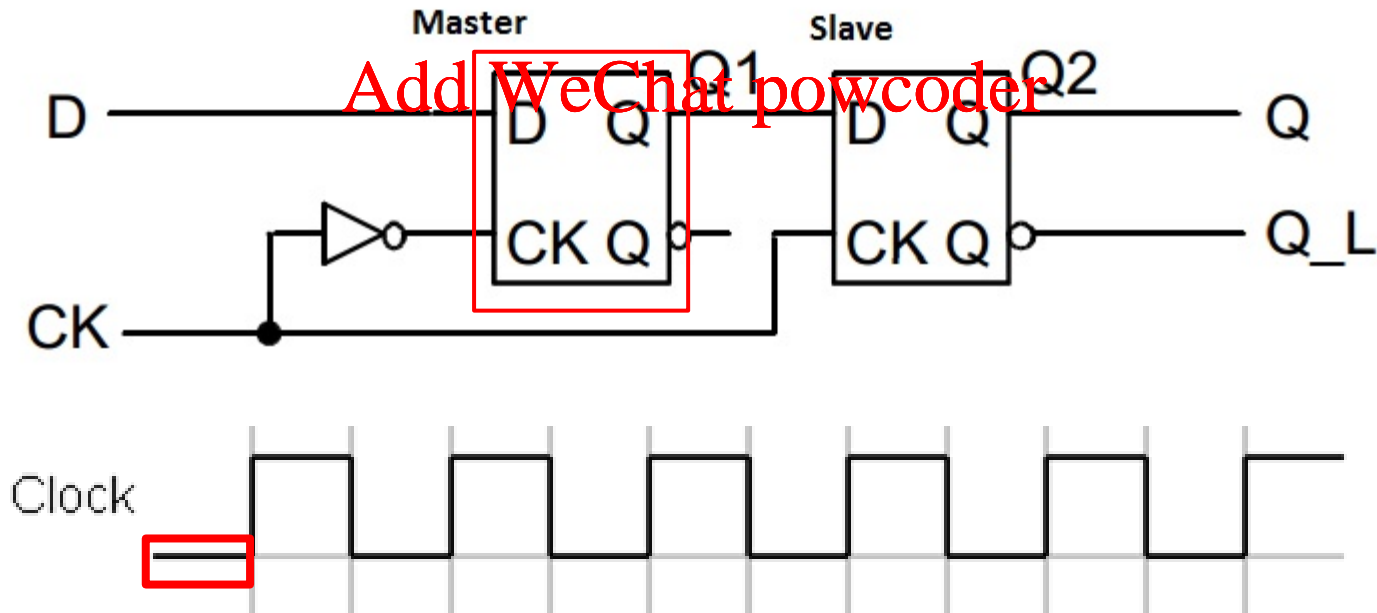 Master
Slave
Q1
Q2
Add WeChat powcoder
D
D Q
D Q
Q
CK Q
CK Q
Q_L
CK
Clock